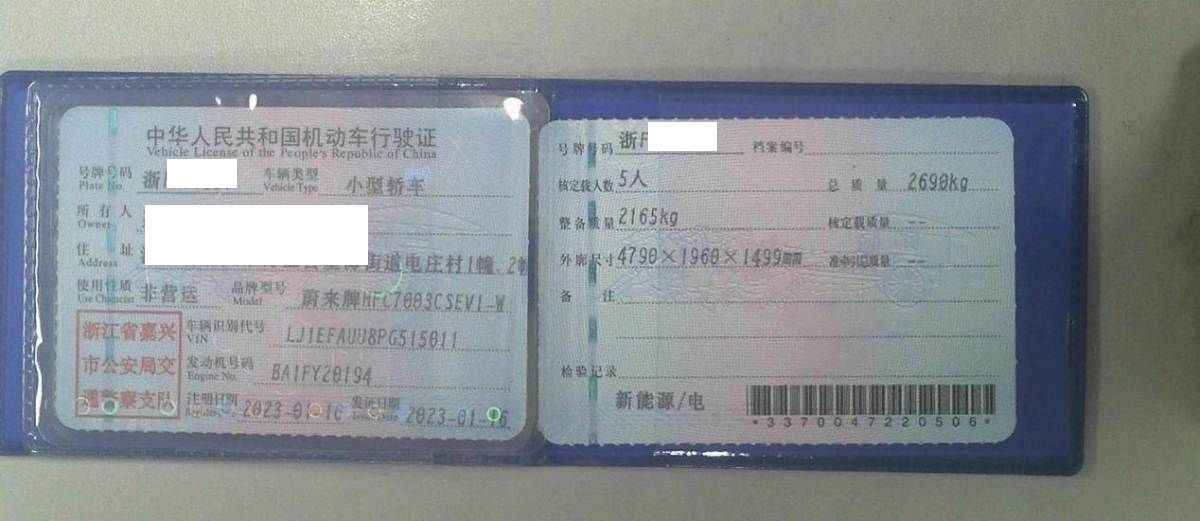 中华人民共和国机动车行驶证
Vehicle License of the People's Republic of China
号牌号码 浙 车辆类型 小型轿车
Plate No. Vehicle Type
所有人
Owner
住址 街道电庄村1幢、2幢
Address
使用性质 非营运 品牌型号 蔚来牌HFC7003CSEV1-W
Use Character Model
浙江省嘉兴
市公安局交
通警察支队
车辆识别代号 LJ1EFAUU8PG515011
VIN
发动机号码 BA1FY20194
Engine No.
注册日期 2023-01-16 发证日期 2023-01-16
号牌号码 浙F 档案编号
核定载人数 5人 总质量 2690kg
整备质量 2165kg 核定载质量 --
外廓尺寸 4790×1960×1499mm 准牵引总质量 --
备注
检验记录
新能源/电
*3370047220506*